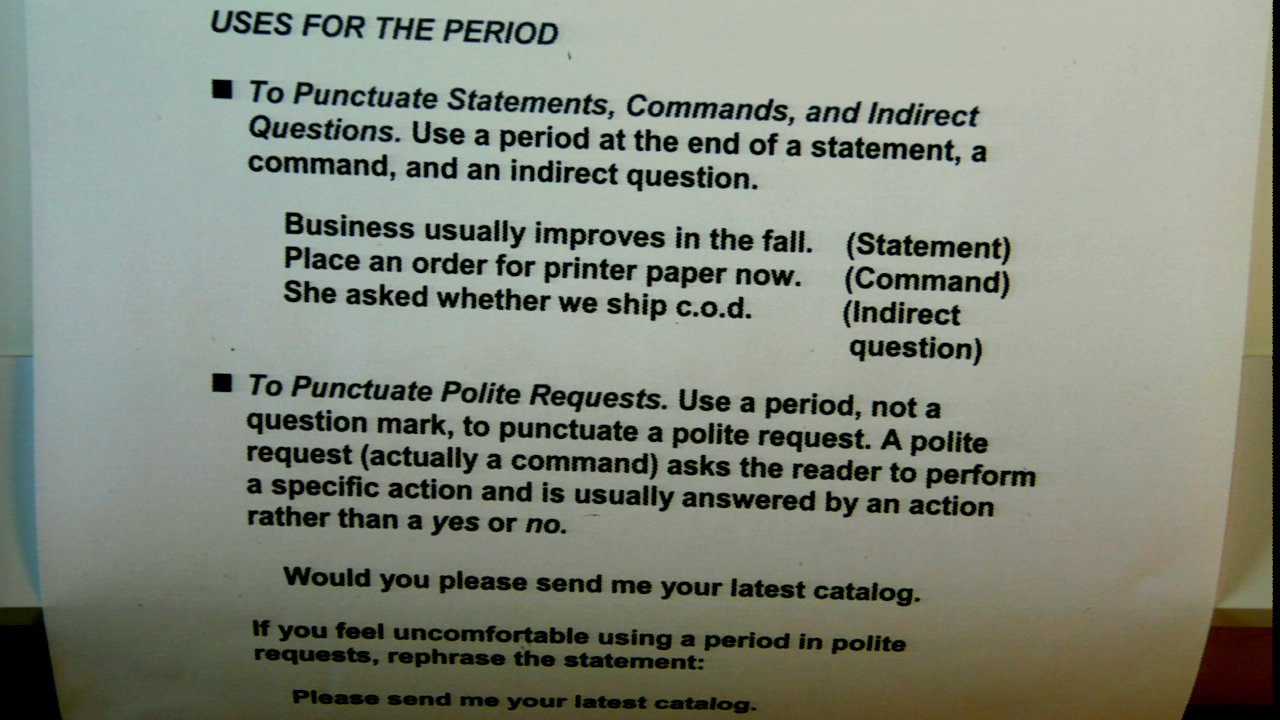 USES FOR THE PERIOD
■ To Punctuate Statements, Commands, and Indirect
Questions. Use a period at the end of a statement, a
command, and an indirect question.
Business usually improves in the fall. (Statement)
Place an order for printer paper now. (Command)
She asked whether we ship c.o.d. (Indirect
question)
■ To Punctuate Polite Requests. Use a period, not a
question mark, to punctuate a polite request. A polite
request (actually a command) asks the reader to perform
a specific action and is usually answered by an action
rather than a yes or no.
Would you please send me your latest catalog.
If you feel uncomfortable using a period in polite
requests, rephrase the statement:
Please send me your latest catalog.